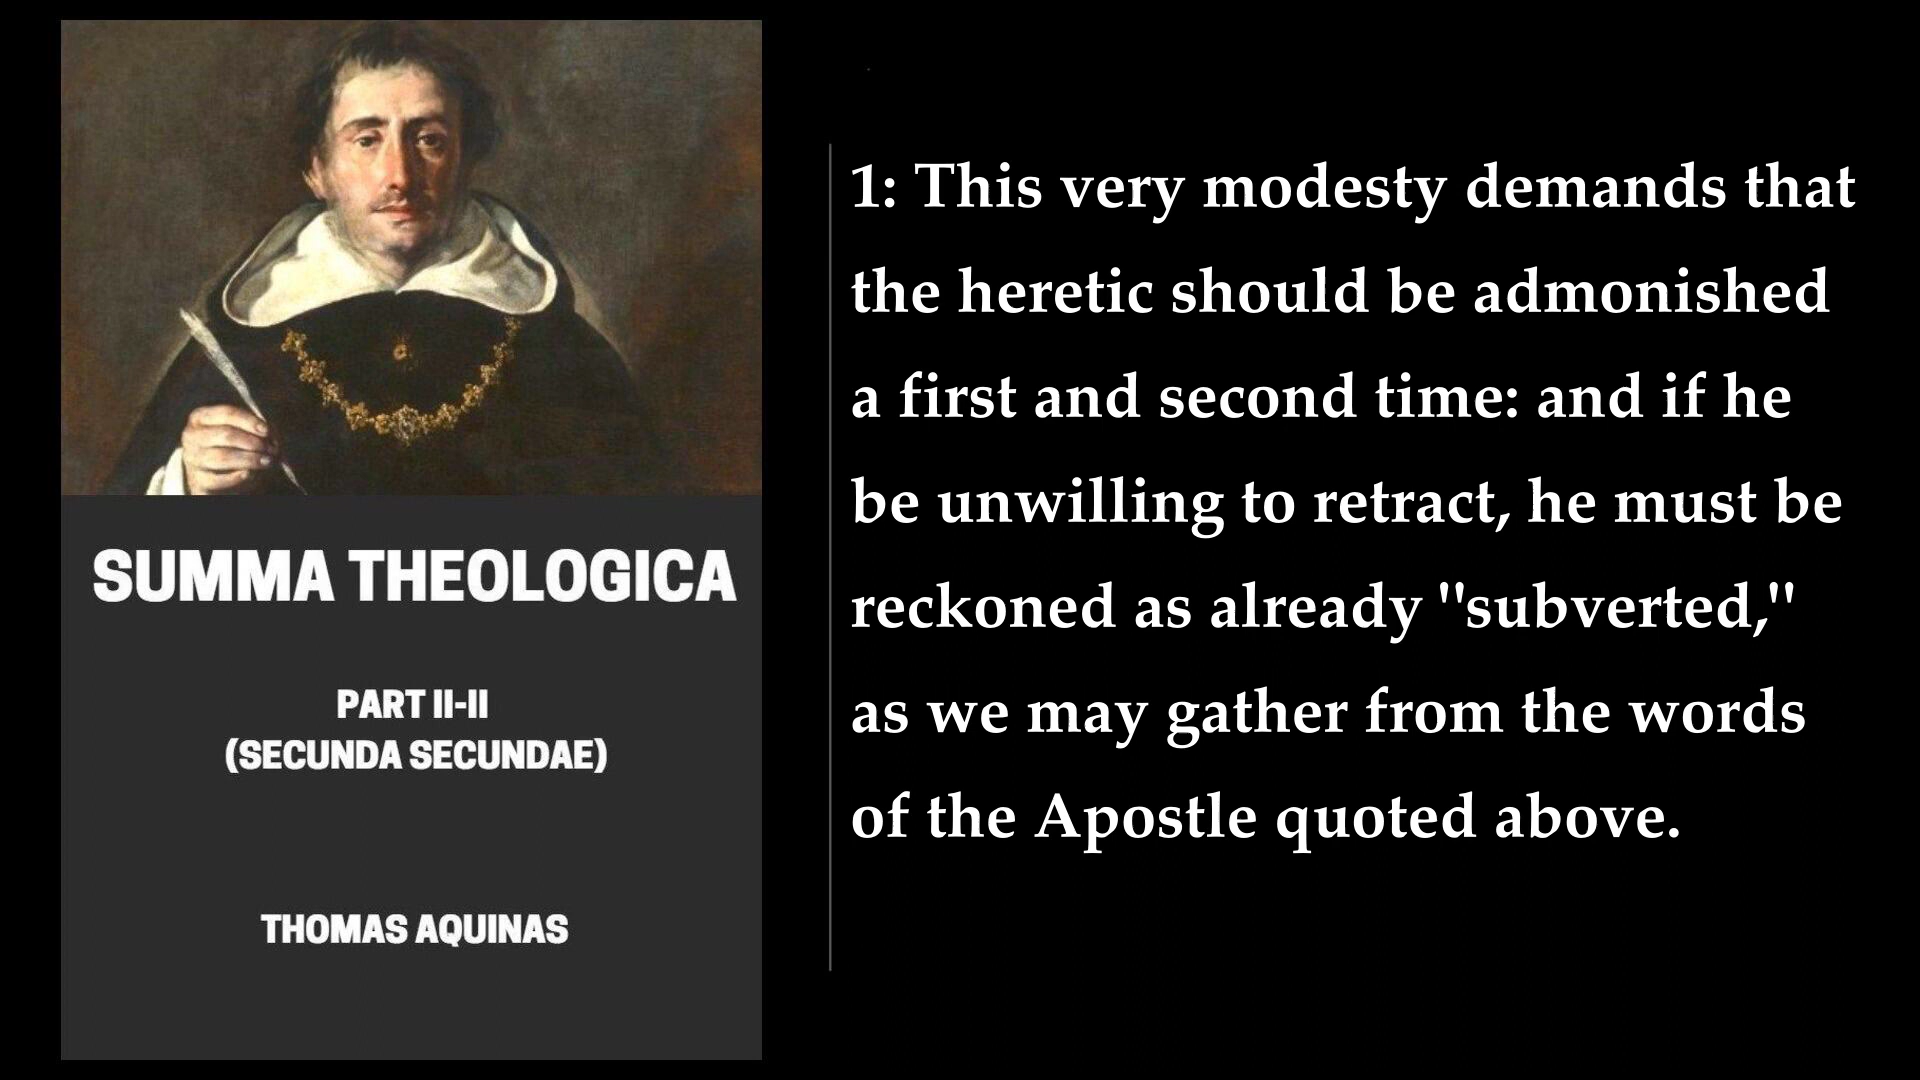 SUMMA THEOLOGICA
PART II-II
(SECUNDA SECUNDAE)
THOMAS AQUINAS
1: This very modesty demands that
the heretic should be admonished
a first and second time: and if he
be unwilling to retract, he must be
reckoned as already "subverted,"
as we may gather from the words
of the Apostle quoted above.